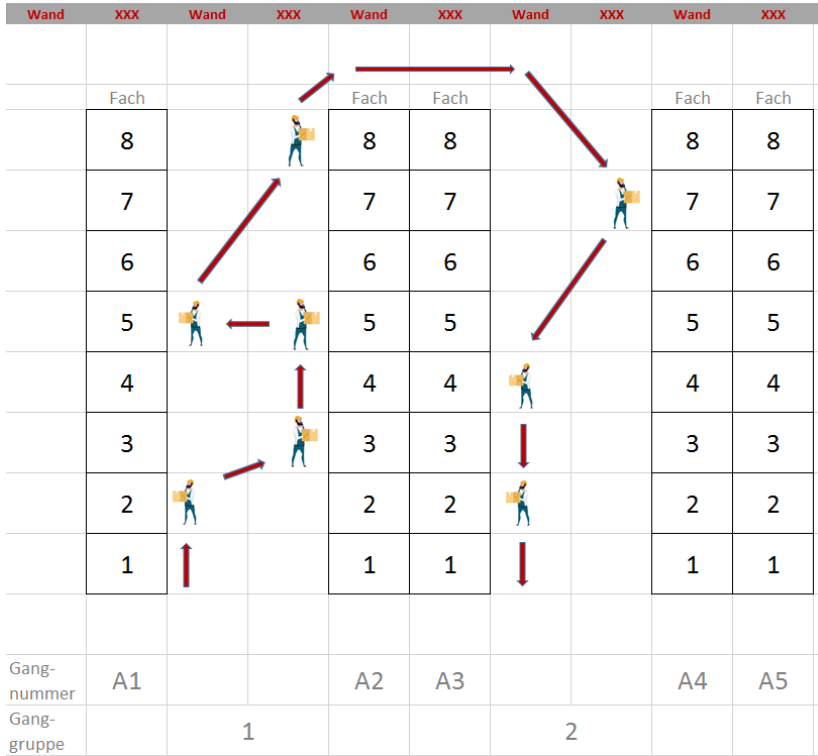 Wand XXX Wand XXX Wand XXX Wand XXX Wand XXX
Fach Fach Fach Fach Fach
8 8 8 8 8
7 7 7 7 7
6 6 6 6 6
5 5 5 5 5
4 4 4 4 4
3 3 3 3 3
2 2 2 2 2
1 1 1 1 1
Gang-
nummer A1 A2 A3 A4 A5
Gang-
gruppe 1 2